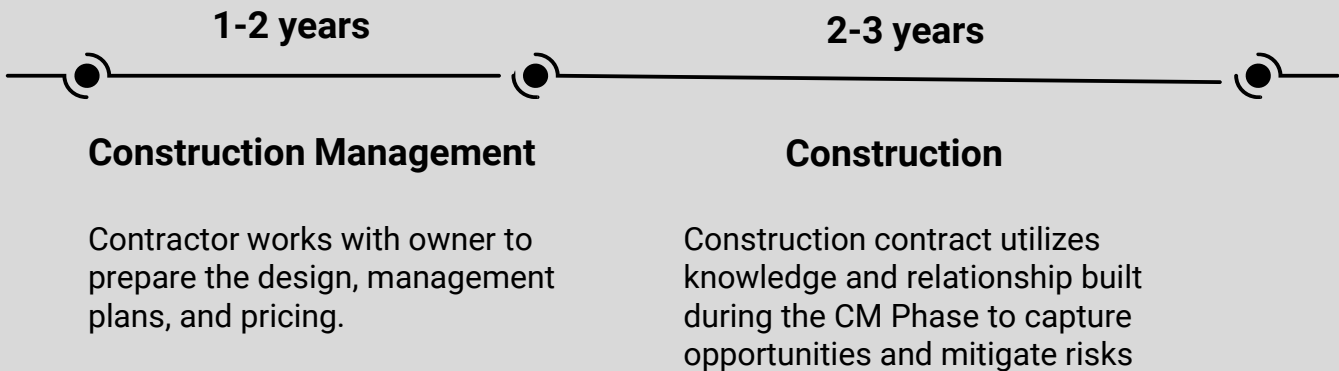 1-2 years
2-3 years
Construction Management
Construction
Contractor works with owner to
prepare the design, management
plans, and pricing.
Construction contract utilizes
knowledge and relationship built
during the CM Phase to capture
opportunities and mitigate risks